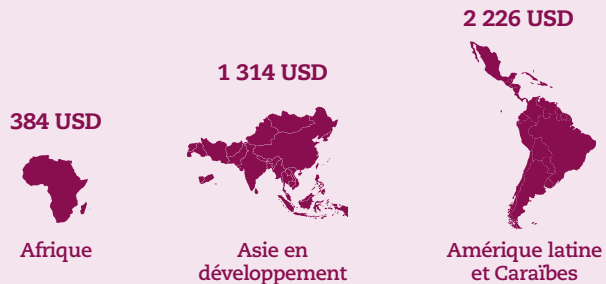 384 USD
Afrique
1 314 USD
Asie en
développement
2 226 USD
Amérique latine
et Caraïbes